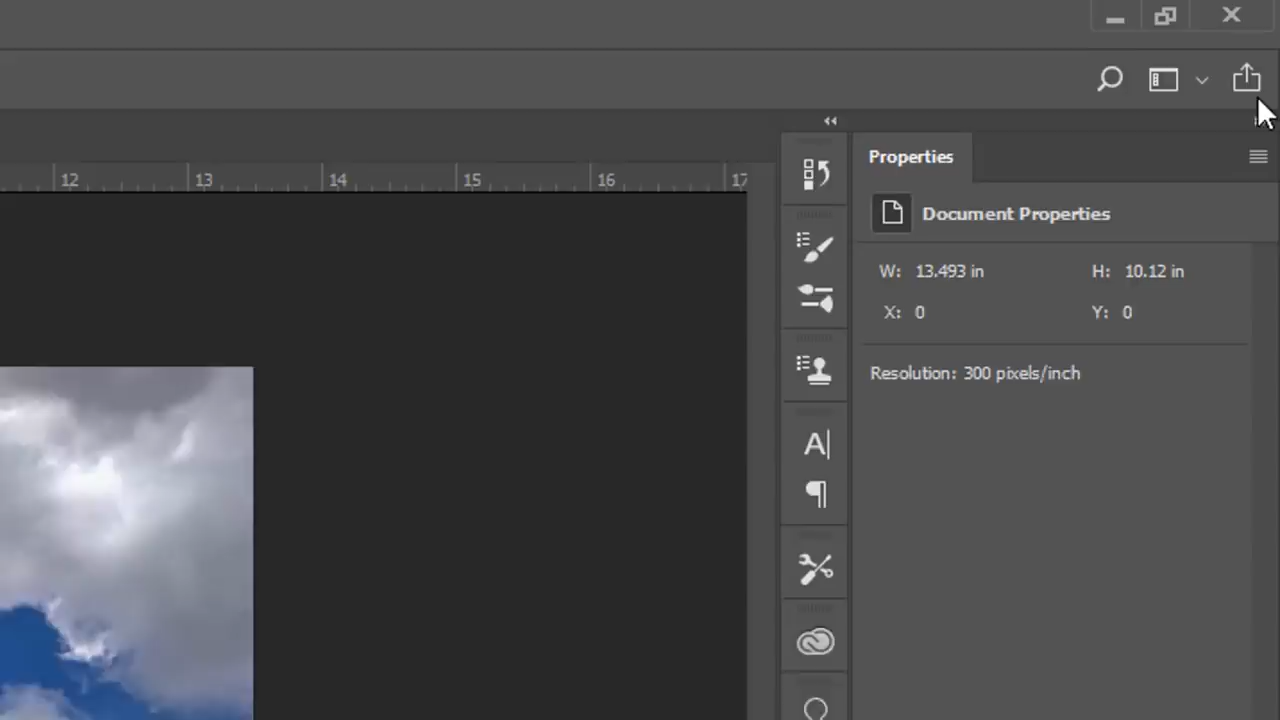 12 13 14 15 16 17
Properties
Document Properties
W: 13.493 in H: 10.12 in
X: 0 Y: 0
Resolution: 300 pixels/inch